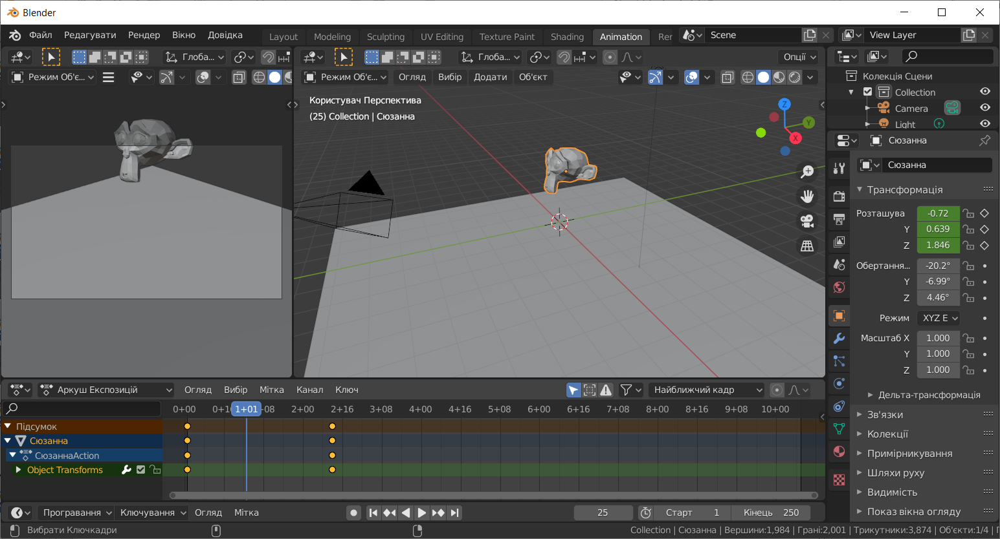 Blender
Файл Редагувати Рендер Вікно Довідка Layout Modeling Sculpting UV Editing Texture Paint Shading Animation Re Scene View Layer
Глоба... Глоба... Опції
Режим Об'є... Режим Об'є... Огляд Вибір Додати Об'єкт
Користувач Перспектива
(25) Collection | Сюзанна
Z
Y
X
Колекція Сцени
Collection
Camera
Light
Сюзанна
Сюзанна
Трансформація
Розташува -0.72
Y 0.639
Z 1.846
Обертання... -20.2°
Y -6.99°
Z 4.46°
Режим XYZ E
Масштаб X 1.000
Y 1.000
Z 1.000
Дельта-трансформація
Зв'язки
Колекції
Примірникування
Шляхи руху
Видимість
Показ вікна огляду
Аркуш Експозицій Огляд Вибір Мітка Канал Ключ Найближчий кадр
0+00 0+16 1+01 -08 2+00 2+16 3+08 4+00 4+16 5+08 6+00 6+16 7+08 8+00 8+16 9+08 10+00
Підсумок
Сюзанна
СюзаннаAction
Object Transforms
Програвання Ключування Огляд Мітка 25 Старт 1 Кінець 250
Вибрати Ключкадри Collection | Сюзанна | Вершини:1,984 | Грані:2,001 | Трикутники:3,874 | Об'єкти:1/4 |